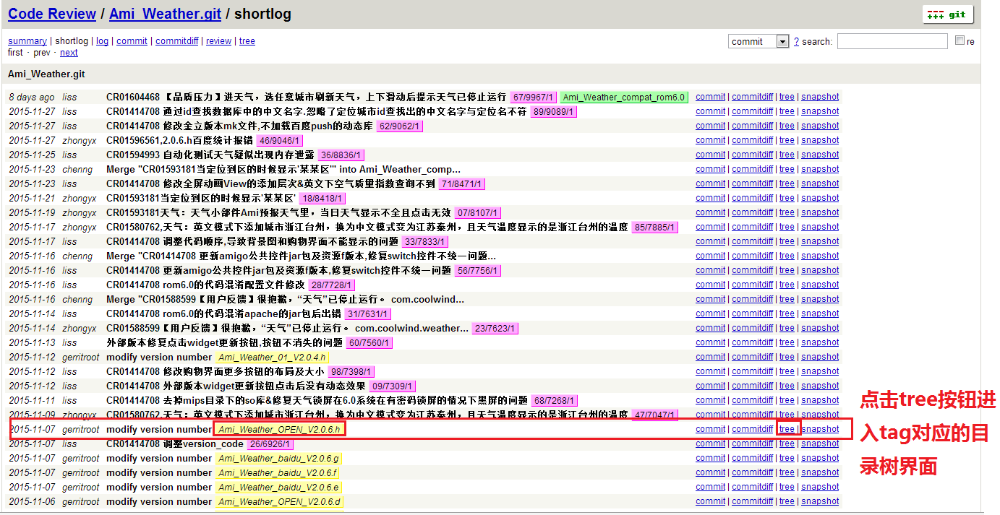 Code Review / Ami_Weather.git / shortlog
git
summary | shortlog | log | commit | commitdiff | review | tree
commit ? search: re
first · prev · next
Ami_Weather.git
8 days ago liss CR01604468 【品质压力】进天气，选任意城市刷新天气，上下滑动后提示天气已停止运行 67/9967/1 Ami_Weather_compat_rom6.0 commit | commitdiff | tree | snapshot
2015-11-27 liss CR01414708 通过id查找数据库中的中文名字.忽略了定位城市id查找出的中文名字与定位名不符 89/9089/1 commit | commitdiff | tree | snapshot
2015-11-27 liss CR01414708 修改金立版本mk文件,不加载百度push的动态库 62/9062/1 commit | commitdiff | tree | snapshot
2015-11-27 zhongyx CR01596561,2.0.6.h百度统计报错 46/9046/1 commit | commitdiff | tree | snapshot
2015-11-25 liss CR01594993 自动化测试天气疑似出现内存泄露 36/8836/1 commit | commitdiff | tree | snapshot
2015-11-23 chenng Merge "CR01593181当定位到区的时候显示'某某区'" into Ami_Weather_comp... commit | commitdiff | tree | snapshot
2015-11-23 liss CR01414708 修改全屏动画View的添加层次&英文下空气质量指数查询不到 71/8471/1 commit | commitdiff | tree | snapshot
2015-11-21 zhongyx CR01593181当定位到区的时候显示'某某区' 18/8418/1 commit | commitdiff | tree | snapshot
2015-11-19 zhongyx CR01593181天气：天气小部件Ami预报天气里，当日天气显示不全且点击无效 07/8107/1 commit | commitdiff | tree | snapshot
2015-11-17 zhongyx CR01580762,天气：英文模式下添加城市浙江台州，换为中文模式变为江苏泰州，且天气温度显示的是浙江台州的温度 85/7885/1 commit | commitdiff | tree | snapshot
2015-11-17 liss CR01414708 调整代码顺序,导致背景图和购物界面不能显示的问题 33/7833/1 commit | commitdiff | tree | snapshot
2015-11-16 chenng Merge "CR01414708 更新amigo公共控件jar包及资源f版本,修复switch控件不统一问题... commit | commitdiff | tree | snapshot
2015-11-16 liss CR01414708 更新amigo公共控件jar包及资源f版本,修复switch控件不统一问题 56/7756/1 commit | commitdiff | tree | snapshot
2015-11-16 liss CR01414708 rom6.0的代码混淆配置文件修改 28/7728/1 commit | commitdiff | tree | snapshot
2015-11-16 chenng Merge "CR01588599【用户反馈】很抱歉，“天气”已停止运行。 com.coolwind... commit | commitdiff | tree | snapshot
2015-11-14 liss CR01414708 rom6.0的代码混淆apache的jar包后出错 31/7631/1 commit | commitdiff | tree | snapshot
2015-11-14 zhongyx CR01588599【用户反馈】很抱歉，“天气”已停止运行。 com.coolwind.weather... 23/7623/1 commit | commitdiff | tree | snapshot
2015-11-13 liss 外部版本修复点击widget更新按钮,按钮不消失的问题 60/7560/1 commit | commitdiff | tree | snapshot
2015-11-12 gerritroot modify version number Ami_Weather_01_V2.0.4.h commit | commitdiff | tree | snapshot
2015-11-12 liss CR01414708 修改购物界面更多按钮的布局及大小 98/7398/1 commit | commitdiff | tree | snapshot
2015-11-12 liss CR01414708 外部版本widget更新按钮点击后没有动态效果 09/7309/1 commit | commitdiff | tree | snapshot
2015-11-11 liss CR01414708 去掉mips目录下的so库&修复天气锁屏在6.0系统在有密码锁屏的情况下黑屏的问题 68/7268/1 commit | commitdiff | tree | snapshot
2015-11-09 zhongyx CR01580762,天气：英文模式下添加城市浙江台州，换为中文模式变为江苏泰州，且天气温度显示的是浙江台州的温度 47/7047/1 commit | commitdiff | tree | snapshot
2015-11-07 gerritroot modify version number Ami_Weather_OPEN_V2.0.6.h commit | commitdiff | tree | snapshot
2015-11-07 liss CR01414708 调整version_code 26/6926/1 commit | commitdiff | tree | snapshot
2015-11-07 gerritroot modify version number Ami_Weather_baidu_V2.0.6.g commit | commitdiff | tree | snapshot
2015-11-07 gerritroot modify version number Ami_Weather_baidu_V2.0.6.f commit | commitdiff | tree | snapshot
2015-11-07 gerritroot modify version number Ami_Weather_baidu_V2.0.6.e commit | commitdiff | tree | snapshot
2015-11-06 gerritroot modify version number Ami_Weather_OPEN_V2.0.6.d commit | commitdiff | tree | snapshot
点击tree按钮进
入tag对应的目
录树界面